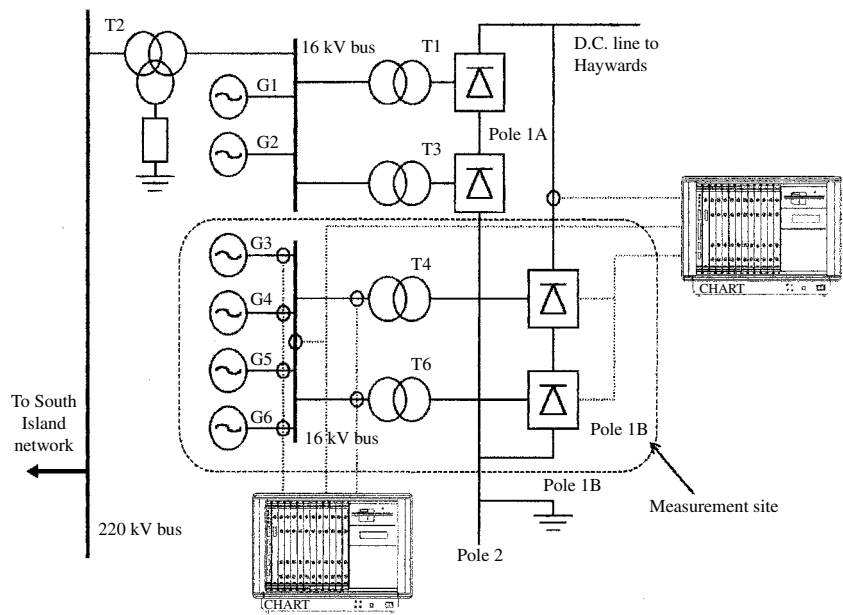 T2
16 kV bus
T1
D.C. line to
Haywards
G1
G2
Pole 1A
T3
G3
T4
G4
CHART
G5
T6
To South
Island
network
G6
16 kV bus
Pole 1B
Pole 1B
Measurement site
220 kV bus
Pole 2
CHART